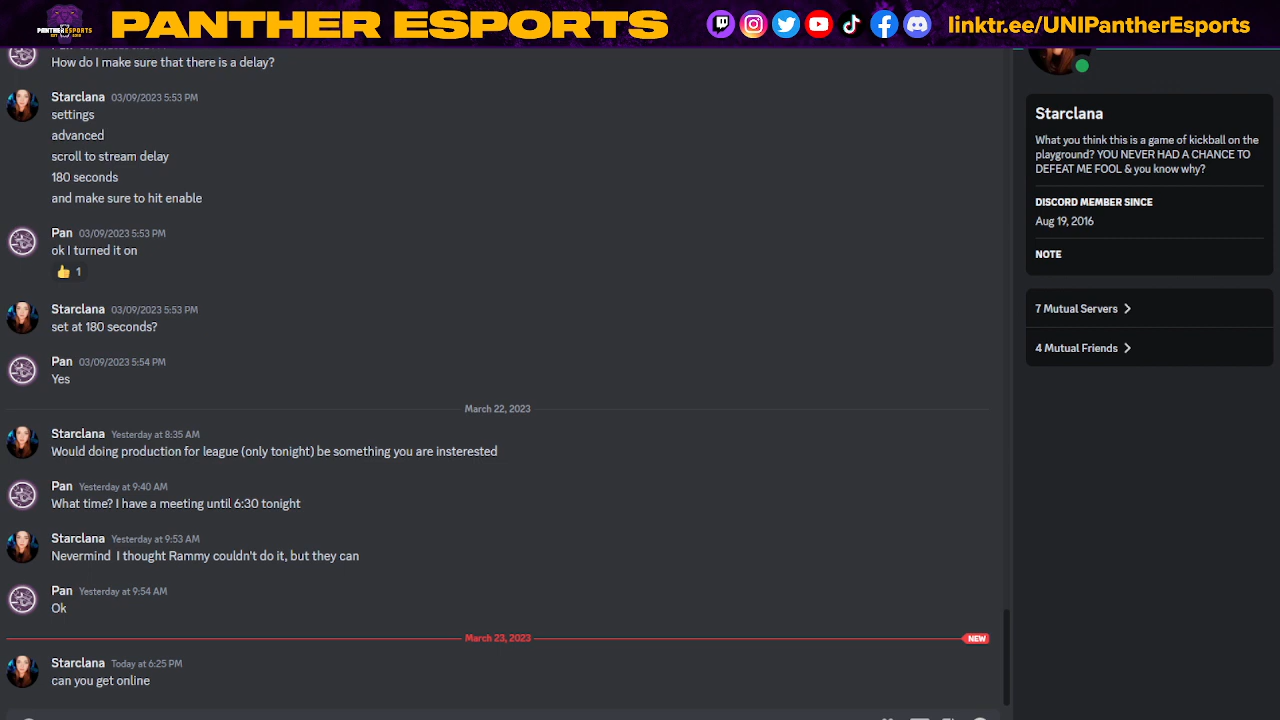 PANTHER ESPORTS
linktr.ee/UNIPantherEsports
PANTHER ESPORTS
How do I make sure that there is a delay?
Starclana 03/09/2023 5:53 PM
settings
advanced
scroll to stream delay
180 seconds
and make sure to hit enable
Pan 03/09/2023 5:53 PM
ok I turned it on
1
Starclana 03/09/2023 5:53 PM
set at 180 seconds?
Pan 03/09/2023 5:54 PM
Yes
March 22, 2023
Starclana Yesterday at 8:35 AM
Would doing production for league (only tonight) be something you are insterested
Pan Yesterday at 9:40 AM
What time? I have a meeting until 6:30 tonight
Starclana Yesterday at 9:53 AM
Nevermind I thought Rammy couldn't do it, but they can
Pan Yesterday at 9:54 AM
Ok
March 23, 2023
NEW
Starclana Today at 6:25 PM
can you get online
Starclana
What you think this is a game of kickball on the
playground? YOU NEVER HAD A CHANCE TO
DEFEAT ME FOOL & you know why?
DISCORD MEMBER SINCE
Aug 19, 2016
NOTE
7 Mutual Servers
4 Mutual Friends